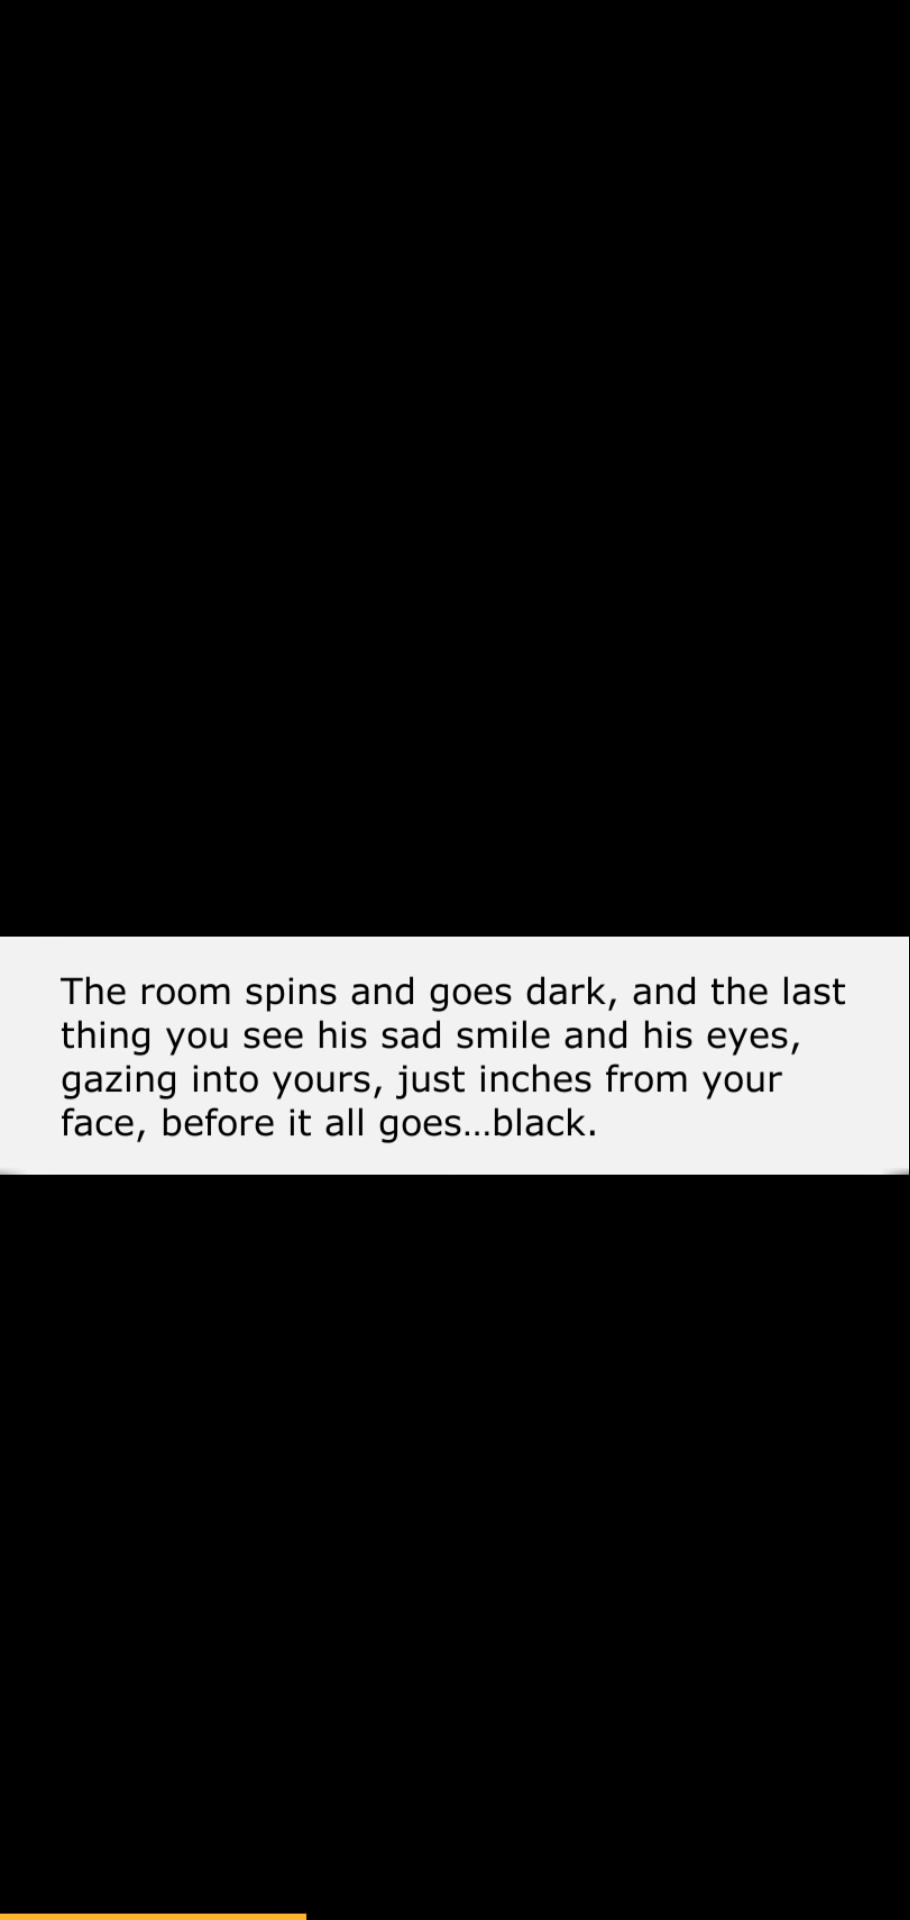 The room spins and goes dark, and the last
thing you see his sad smile and his eyes,
gazing into yours, just inches from your
face, before it all goes...black.